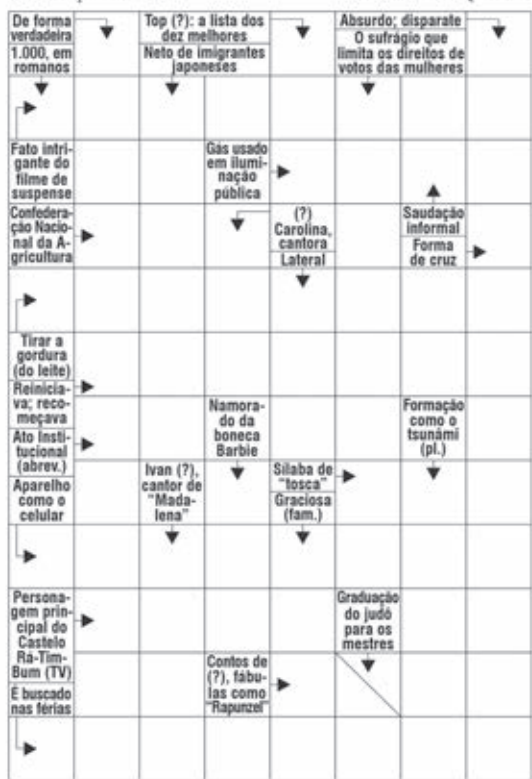 De forma
verdadeira
1.000, em
romanos
Top (?): a lista dos
dez melhores
Neto de imigrantes
japoneses
Absurdo; disparate
O sufrágio que
limita os direitos de
votos das mulheres
Fato intri-
gante do
filme de
suspense
Gás usado
em ilumi-
nação
pública
Confedera-
ção Nacio-
nal da A-
gricultura
(?)
Carolina,
cantora
Lateral
Saudação
informal
Forma
de cruz
Tirar a
gordura
(do leite)
Reinicia-
va; reco-
meçava
Ato Insti-
tucional
(abrev.)
Aparelho
como o
celular
Namora-
do da
boneca
Barbie
Formação
como o
tsunâmi
(pl.)
Ivan (?),
cantor de
"Mada-
lena"
Sílaba de
"tosca"
Graciosa
(fam.)
Persona-
gem prin-
cipal do
Castelo
Rá-Tim-
Bum (TV)
É buscado
nas férias
Graduação
do judô
para os
mestres
Contos de
(?), fábu-
las como
"Rapunzel"